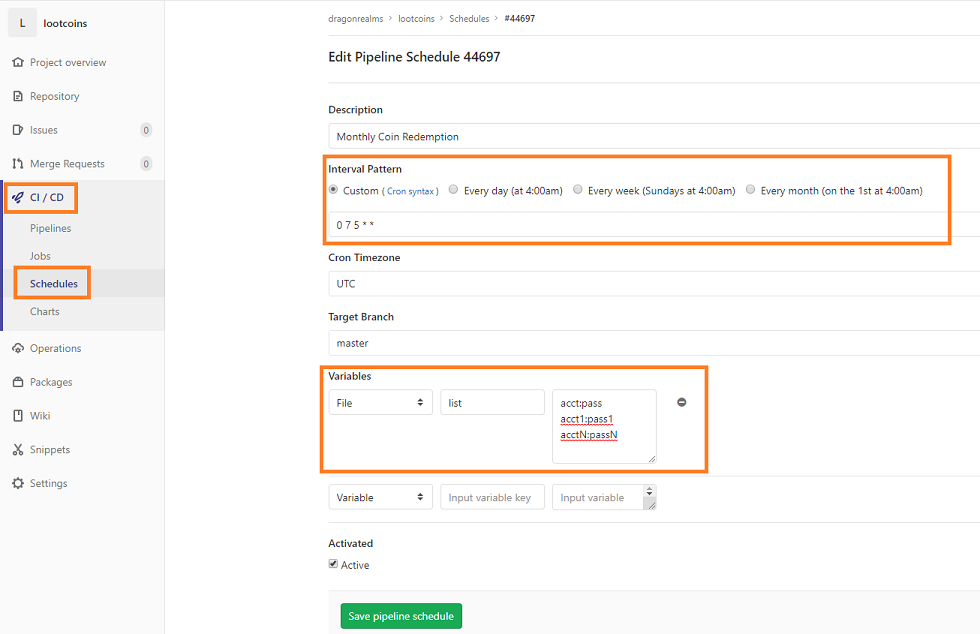 L lootcoins
Project overview
Repository
Issues 0
Merge Requests 0
CI / CD
Pipelines
Jobs
Schedules
Charts
Operations
Packages
Wiki
Snippets
Settings
dragonrealms > lootcoins > Schedules > #44697
Edit Pipeline Schedule 44697
Description
Monthly Coin Redemption
Interval Pattern
Custom ( Cron syntax ) Every day (at 4:00am) Every week (Sundays at 4:00am) Every month (on the 1st at 4:00am)
0 7 5 * *
Cron Timezone
UTC
Target Branch
master
Variables
File list acct:pass
acct1:pass1
acctN:passN
Variable Input variable key Input variable
Activated
Active
Save pipeline schedule